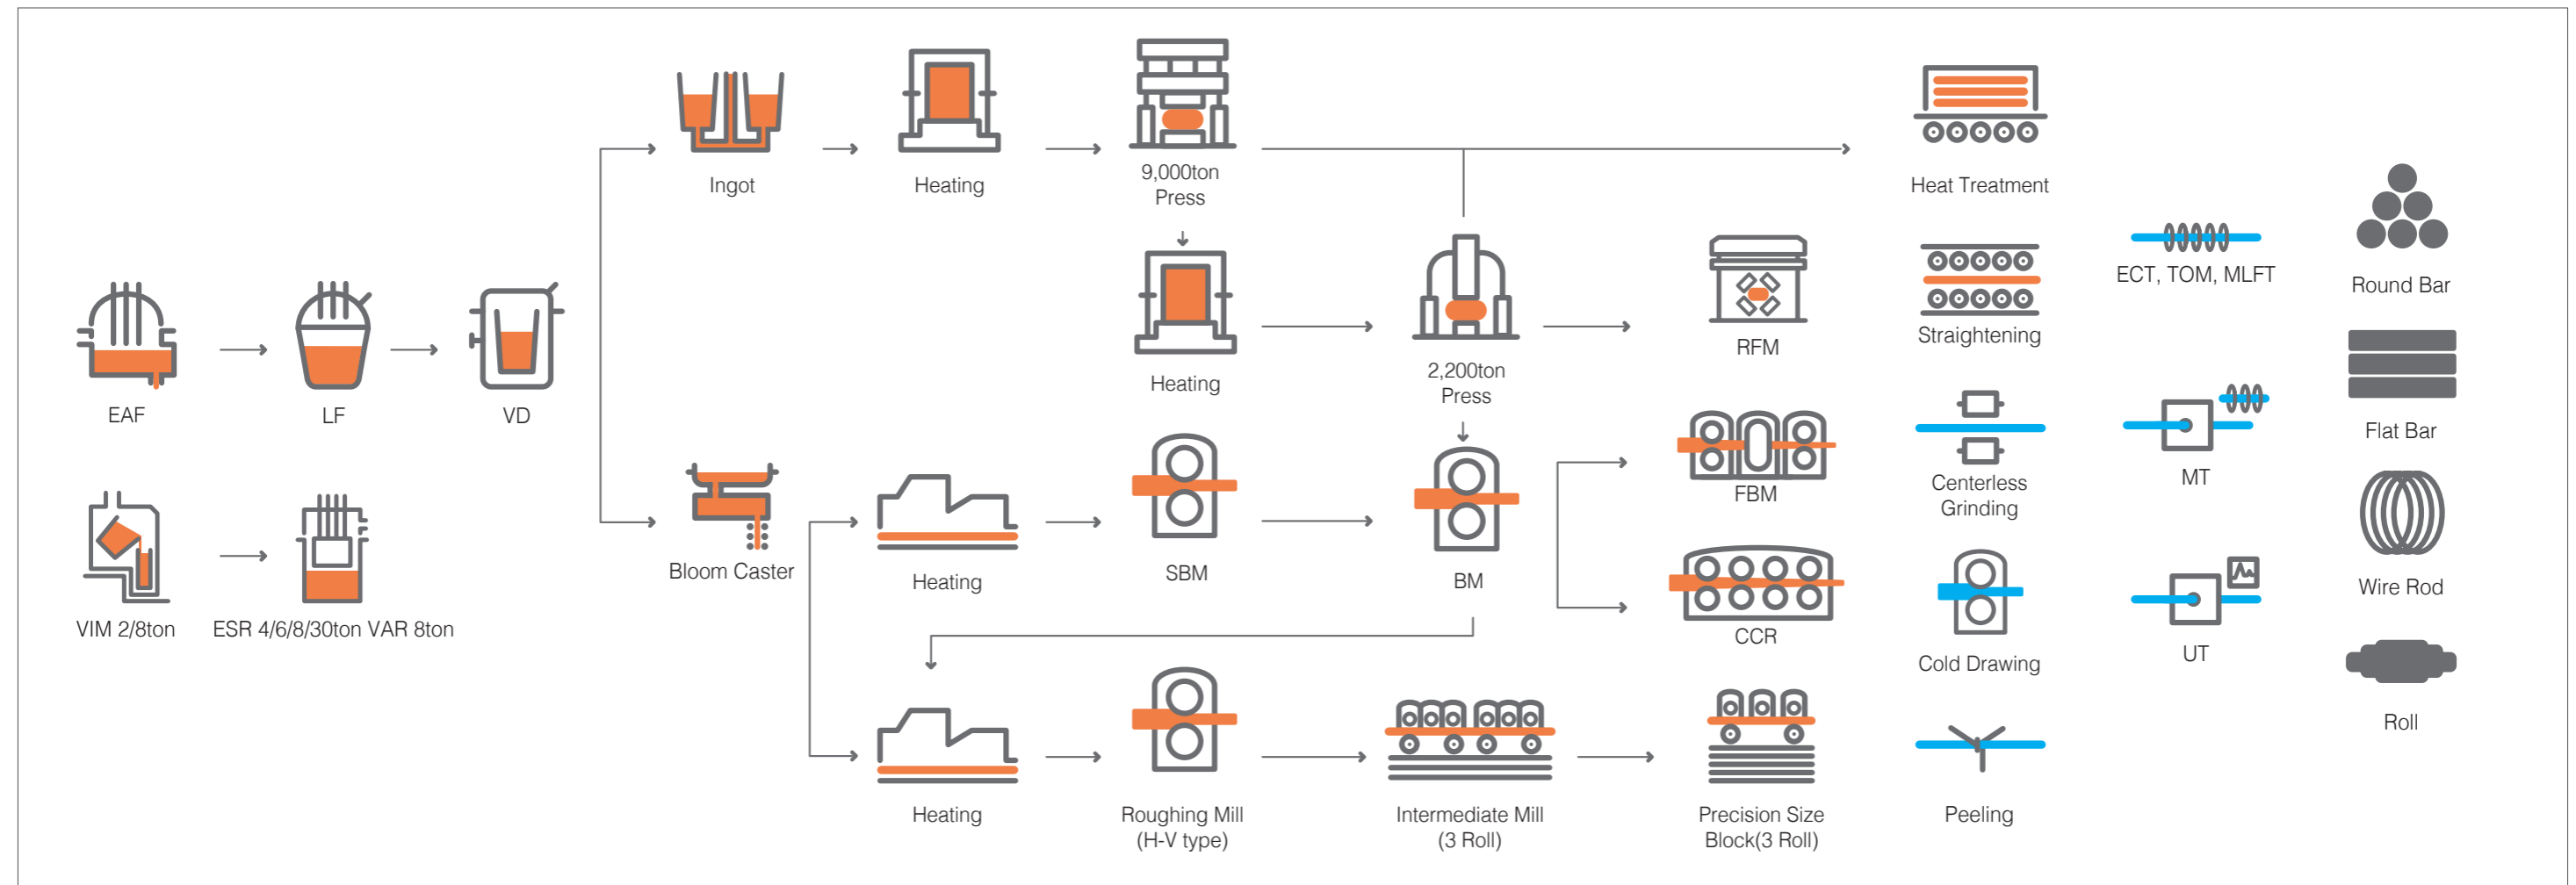 EAF
LF
VD
VIM 2/8ton
ESR 4/6/8/30ton VAR 8ton
Ingot
Heating
9,000ton
Press
Heating
2,200ton
Press
RFM
Bloom Caster
Heating
SBM
BM
FBM
CCR
Heating
Roughing Mill
(H-V type)
Intermediate Mill
(3 Roll)
Precision Size
Block(3 Roll)
Heat Treatment
Straightening
Centerless
Grinding
Cold Drawing
Peeling
ECT, TOM, MLFT
MT
UT
Round Bar
Flat Bar
Wire Rod
Roll